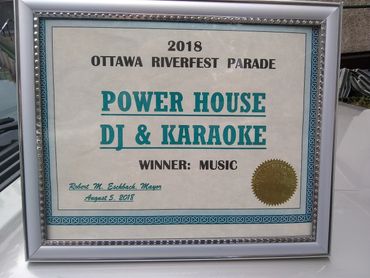 2018
OTTAWA RIVERFEST PARADE
POWER HOUSE
DJ & KARAOKE
WINNER: MUSIC
Robert M. Eschbach, Mayor
August 5, 2018